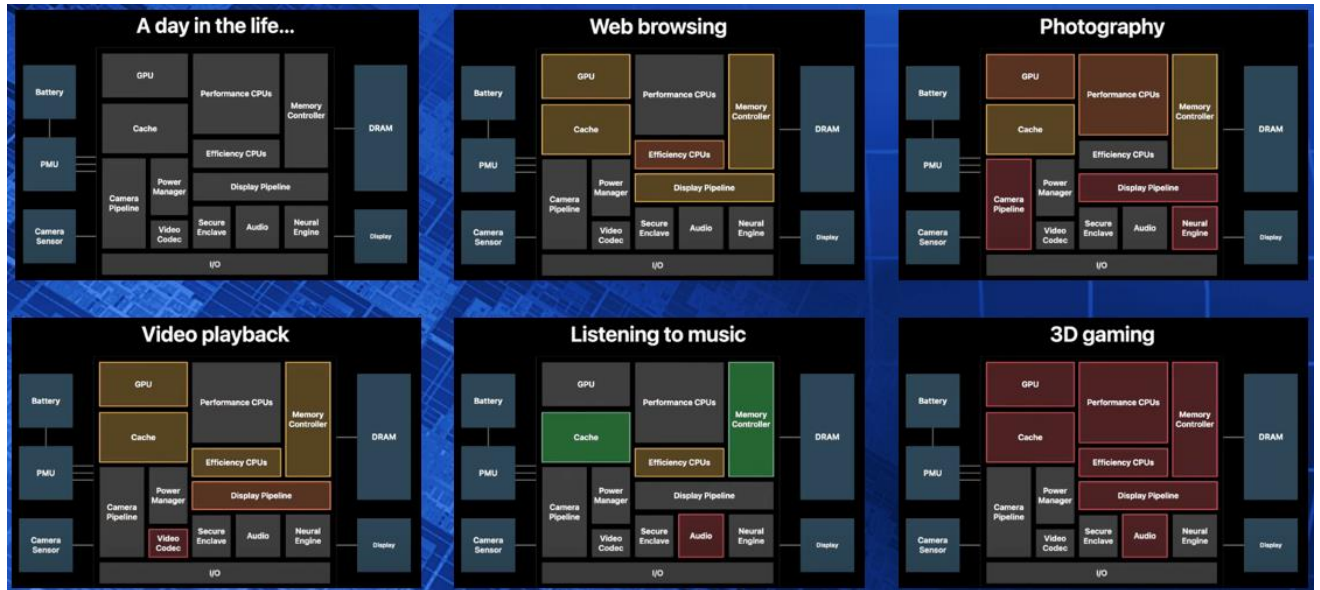 A day in the life...
GPU
Battery
Performance CPUs
Memory
Controller
Cache
DRAM
PMU
Efficiency CPUs
Power
Manager
Display Pipeline
Camera
Pipeline
Camera
Sensor
Video
Codec
Secure
Enclave
Audio
Neural
Engine
Display
I/O
Web browsing
GPU
Battery
Performance CPUs
Memory
Controller
Cache
DRAM
PMU
Efficiency CPUs
Power
Manager
Display Pipeline
Camera
Pipeline
Camera
Sensor
Video
Codec
Secure
Enclave
Audio
Neural
Engine
Display
I/O
Photography
GPU
Battery
Performance CPUs
Memory
Controller
Cache
DRAM
PMU
Efficiency CPUs
Power
Manager
Display Pipeline
Camera
Pipeline
Camera
Sensor
Video
Codec
Secure
Enclave
Audio
Neural
Engine
Display
I/O
Video playback
GPU
Battery
Performance CPUs
Memory
Controller
Cache
DRAM
PMU
Efficiency CPUs
Power
Manager
Display Pipeline
Camera
Pipeline
Camera
Sensor
Video
Codec
Secure
Enclave
Audio
Neural
Engine
Display
I/O
Listening to music
GPU
Battery
Performance CPUs
Memory
Controller
Cache
DRAM
PMU
Efficiency CPUs
Power
Manager
Display Pipeline
Camera
Pipeline
Camera
Sensor
Video
Codec
Secure
Enclave
Audio
Neural
Engine
Display
I/O
3D gaming
GPU
Battery
Performance CPUs
Memory
Controller
Cache
DRAM
PMU
Efficiency CPUs
Power
Manager
Display Pipeline
Camera
Pipeline
Camera
Sensor
Video
Codec
Secure
Enclave
Audio
Neural
Engine
Display
I/O